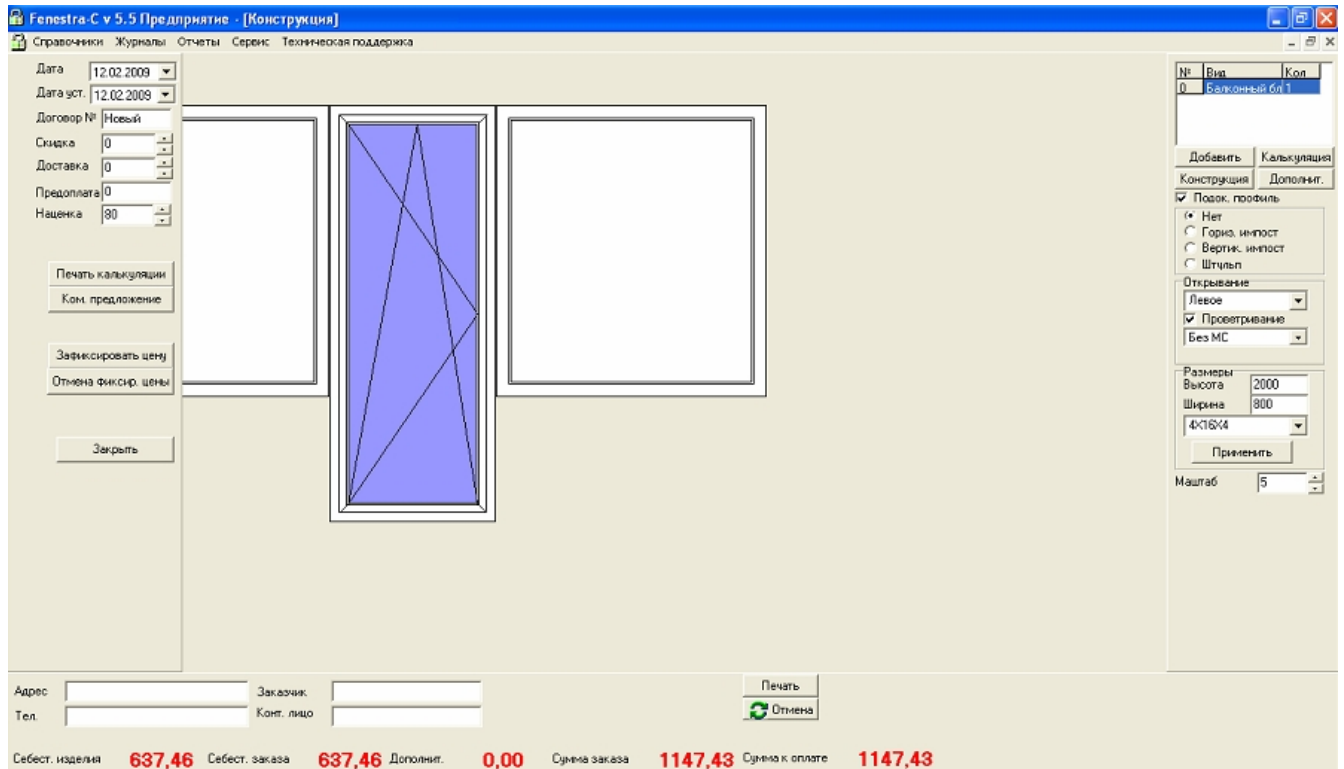 Fenestra-C v 5.5 Предприятие - [Конструкция]
Справочники Журналы Отчеты Сервис Техническая поддержка
Дата 12.02.2009
Дата уст. 12.02.2009
Договор № Новый
Скидка 0
Доставка 0
Предоплата 0
Наценка 80
Печать калькуляции
Ком. предложение
Зафиксировать цену
Отмена фиксир. цены
Закрыть
№ Вид Кол
0 Балконный бл 1
Добавить Калькуляция
Конструкция Дополнит.
Подок. профиль
Нет
Гориз. импост
Вертик. импост
Штульп
Открывание
Левое
Проветривание
Без МС
Размеры
Высота 2000
Ширина 800
4X16X4
Применить
Маштаб 5
Адрес Заказчик Печать
Тел. Конт. лицо Отмена
Себест. изделия 637,46 Себест. заказа 637,46 Дополнит. 0,00 Сумма заказа 1147,43 Сумма к оплате 1147,43